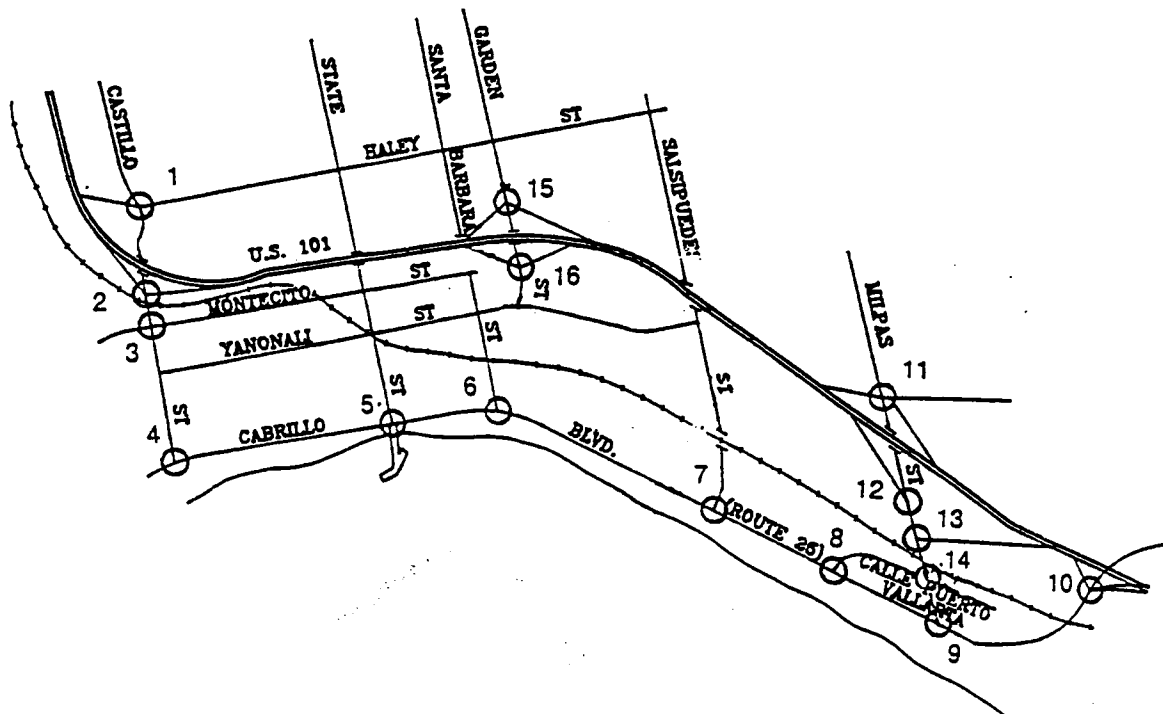 CASTILLO
STATE
SANTA
BARBARA
GARDEN
HALEY ST
SALSIPUEDES
1
15
U.S. 101
16
ST
2
MONTECITO ST
3
YANONALI ST
ST
MILPAS
11
ST
4
CABRILLO
5
ST
6
ST
BLVD.
7
(ROUTE 25)
8
12
ST
13
14
CALLE PUERTO
VALLARTA
10
9